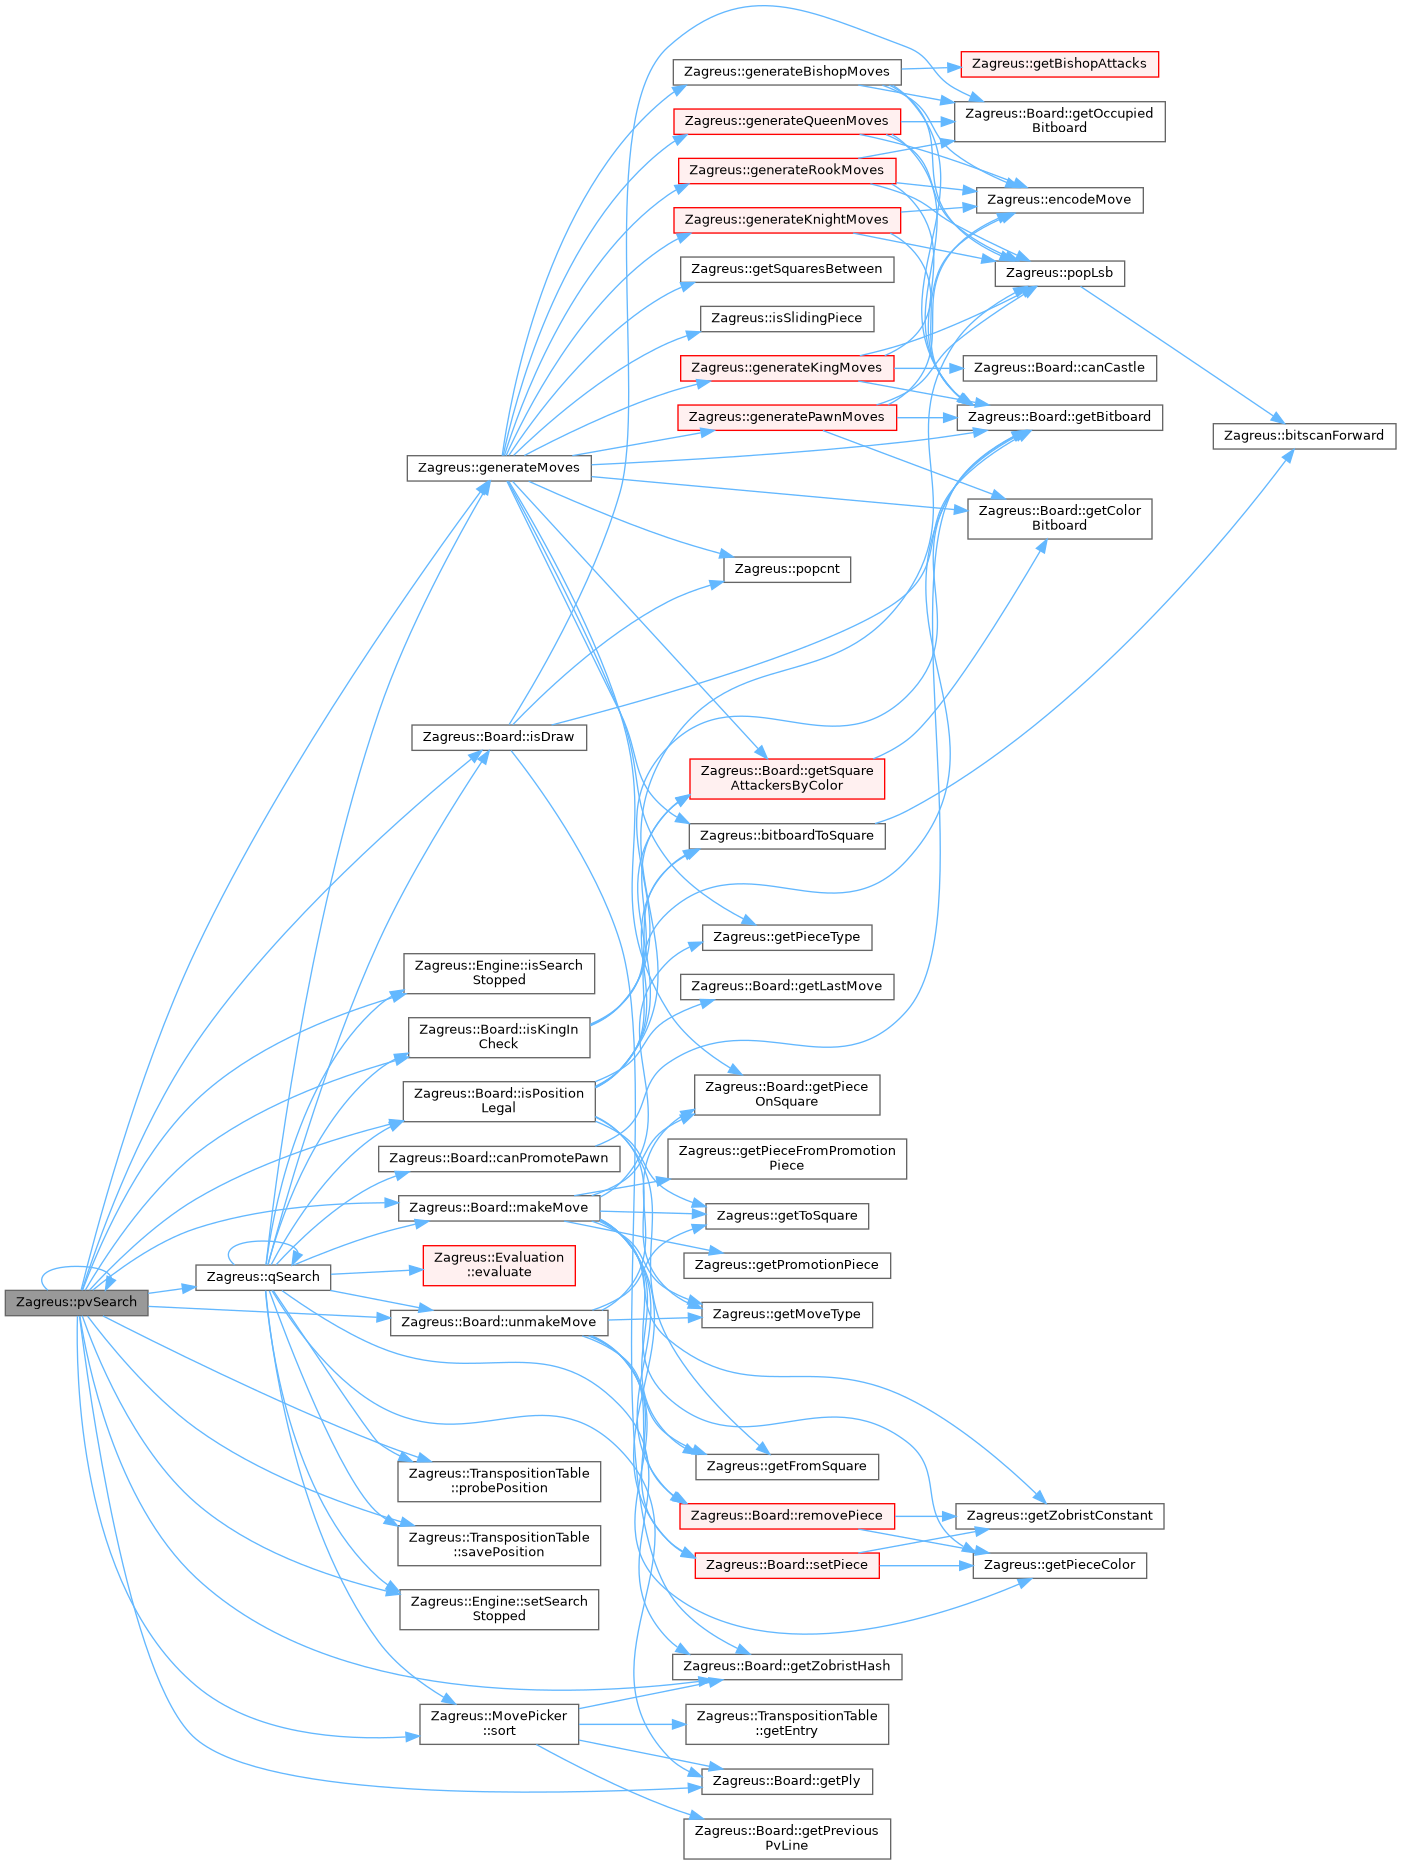 Zagreus::pvSearch
Zagreus::qSearch
Zagreus::generateMoves
Zagreus::Board::isDraw
Zagreus::Engine::isSearch
Stopped
Zagreus::Board::isKingIn
Check
Zagreus::Board::isPosition
Legal
Zagreus::Board::canPromotePawn
Zagreus::Board::makeMove
Zagreus::Evaluation
::evaluate
Zagreus::Board::unmakeMove
Zagreus::TranspositionTable
::probePosition
Zagreus::TranspositionTable
::savePosition
Zagreus::Engine::setSearch
Stopped
Zagreus::MovePicker
::sort
Zagreus::generateBishopMoves
Zagreus::generateQueenMoves
Zagreus::generateRookMoves
Zagreus::generateKnightMoves
Zagreus::getSquaresBetween
Zagreus::isSlidingPiece
Zagreus::generateKingMoves
Zagreus::generatePawnMoves
Zagreus::popcnt
Zagreus::Board::getSquare
AttackersByColor
Zagreus::bitboardToSquare
Zagreus::getPieceType
Zagreus::Board::getLastMove
Zagreus::Board::getPiece
OnSquare
Zagreus::getPieceFromPromotion
Piece
Zagreus::getToSquare
Zagreus::getPromotionPiece
Zagreus::getMoveType
Zagreus::getFromSquare
Zagreus::Board::removePiece
Zagreus::Board::setPiece
Zagreus::Board::getZobristHash
Zagreus::TranspositionTable
::getEntry
Zagreus::Board::getPly
Zagreus::Board::getPrevious
PvLine
Zagreus::getBishopAttacks
Zagreus::Board::getOccupied
Bitboard
Zagreus::encodeMove
Zagreus::popLsb
Zagreus::Board::canCastle
Zagreus::Board::getBitboard
Zagreus::Board::getColor
Bitboard
Zagreus::getZobristConstant
Zagreus::getPieceColor
Zagreus::bitscanForward